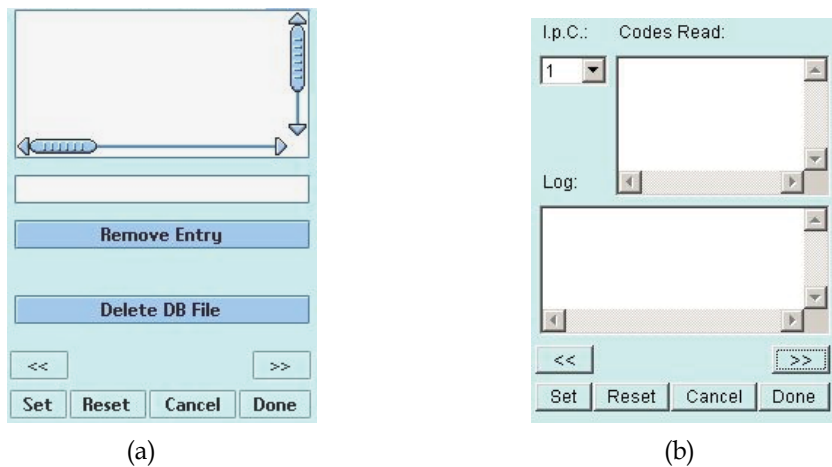 Remove Entry
Delete DB File
<< >>
Set Reset Cancel Done
(a)
I.p.C.: Codes Read:
1
Log:
<< >>
Set Reset Cancel Done
(b)